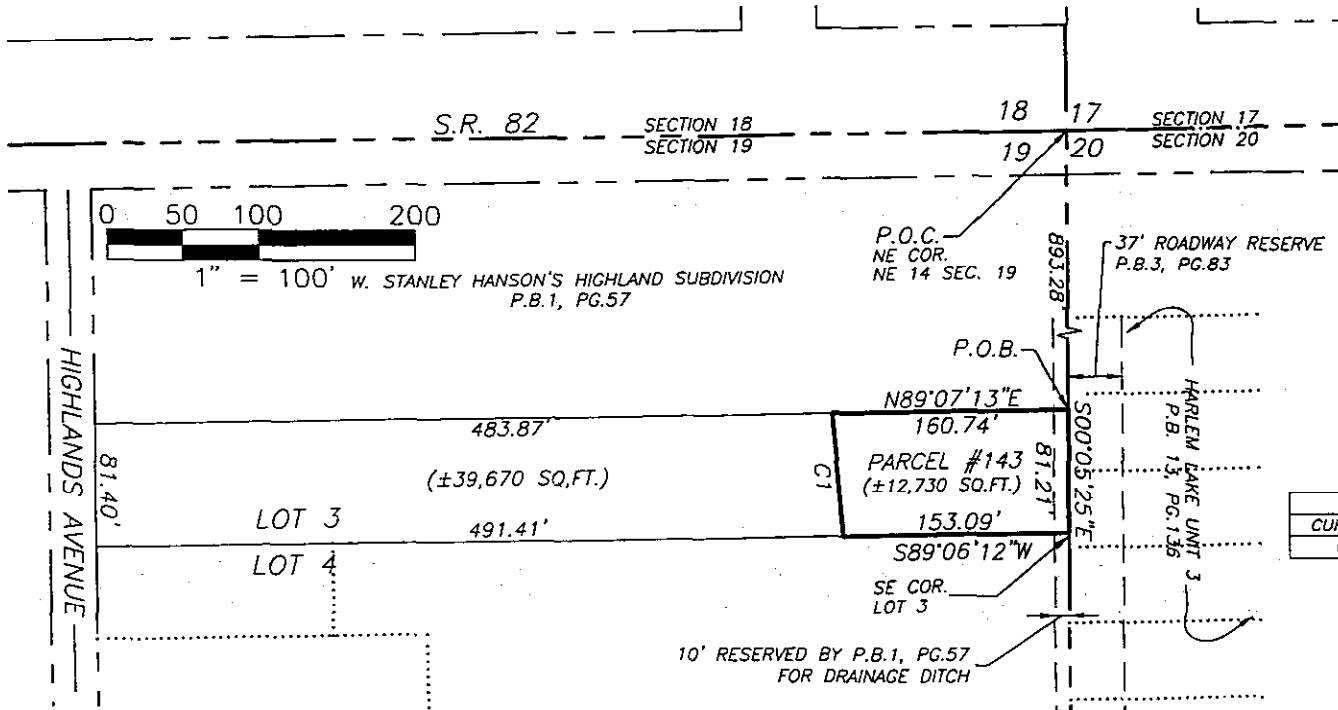 18 17
S.R. 82
SECTION 18
SECTION 19
SECTION 17
SECTION 20
19 20
0 50 100 200
1" = 100'
W. STANLEY HANSON'S HIGHLAND SUBDIVISION
P.B.1, PG.57
P.O.C.
NE COR.
NE 14 SEC. 19
893.28'
37' ROADWAY RESERVE
P.B.3, PG.83
P.O.B.
HIGHLANDS AVENUE
81.40'
483.87'
(±39,670 SQ,FT.)
LOT 3
491.41'
LOT 4
N89°07'13"E
160.74'
C1
PARCEL #143
(±12,730 SQ.FT.)
81.21'
153.09'
S89°06'12"W
S00°05'25"E
HARLEM LAKE UNIT 3
P.B. 13, PG.136
SE COR.
LOT 3
10' RESERVED BY P.B.1, PG.57
FOR DRAINAGE DITCH